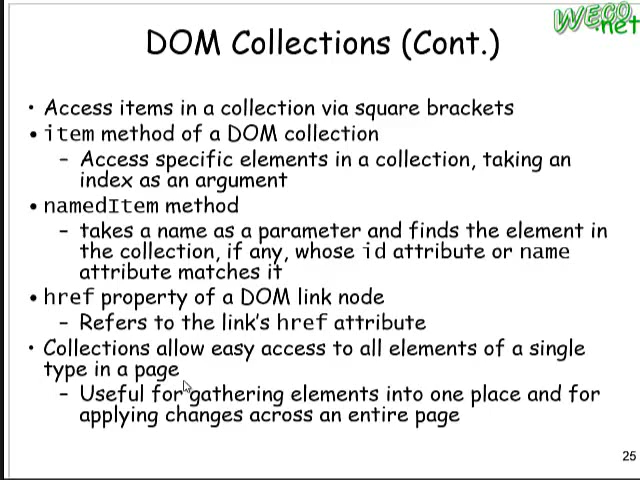 WECO.net
DOM Collections (Cont.)
• Access items in a collection via square brackets
• item method of a DOM collection
– Access specific elements in a collection, taking an
index as an argument
• namedItem method
– takes a name as a parameter and finds the element in
the collection, if any, whose id attribute or name
attribute matches it
• href property of a DOM link node
– Refers to the link's href attribute
• Collections allow easy access to all elements of a single
type in a page
– Useful for gathering elements into one place and for
applying changes across an entire page
25